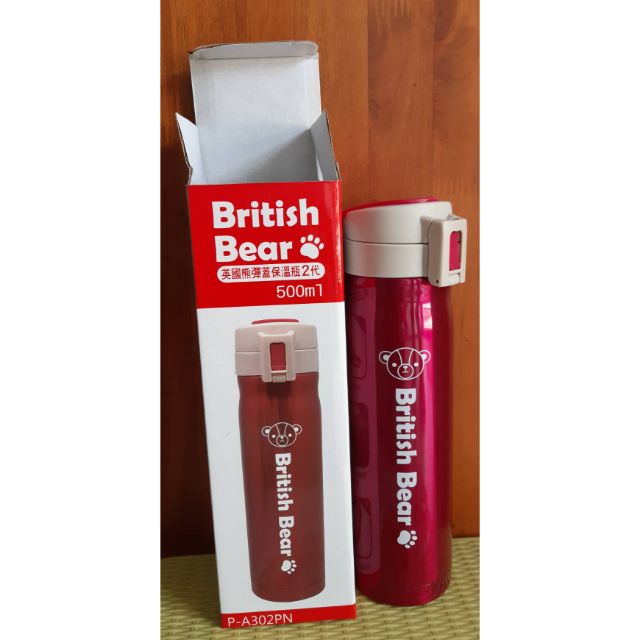 British
Bear
英國熊彈蓋保溫瓶2代
500ml
British Bear
P-A302PN
British Bear